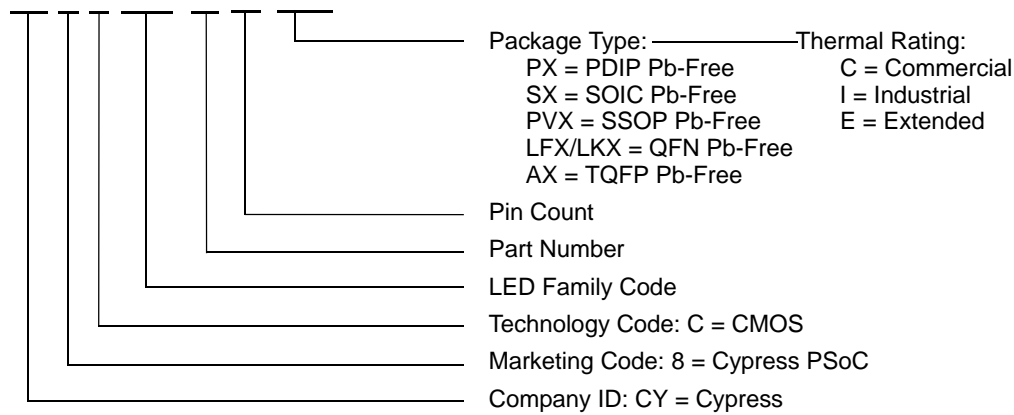 Package Type: Thermal Rating:
PX = PDIP Pb-Free C = Commercial
SX = SOIC Pb-Free I = Industrial
PVX = SSOP Pb-Free E = Extended
LFX/LKX = QFN Pb-Free
AX = TQFP Pb-Free
Pin Count
Part Number
LED Family Code
Technology Code: C = CMOS
Marketing Code: 8 = Cypress PSoC
Company ID: CY = Cypress